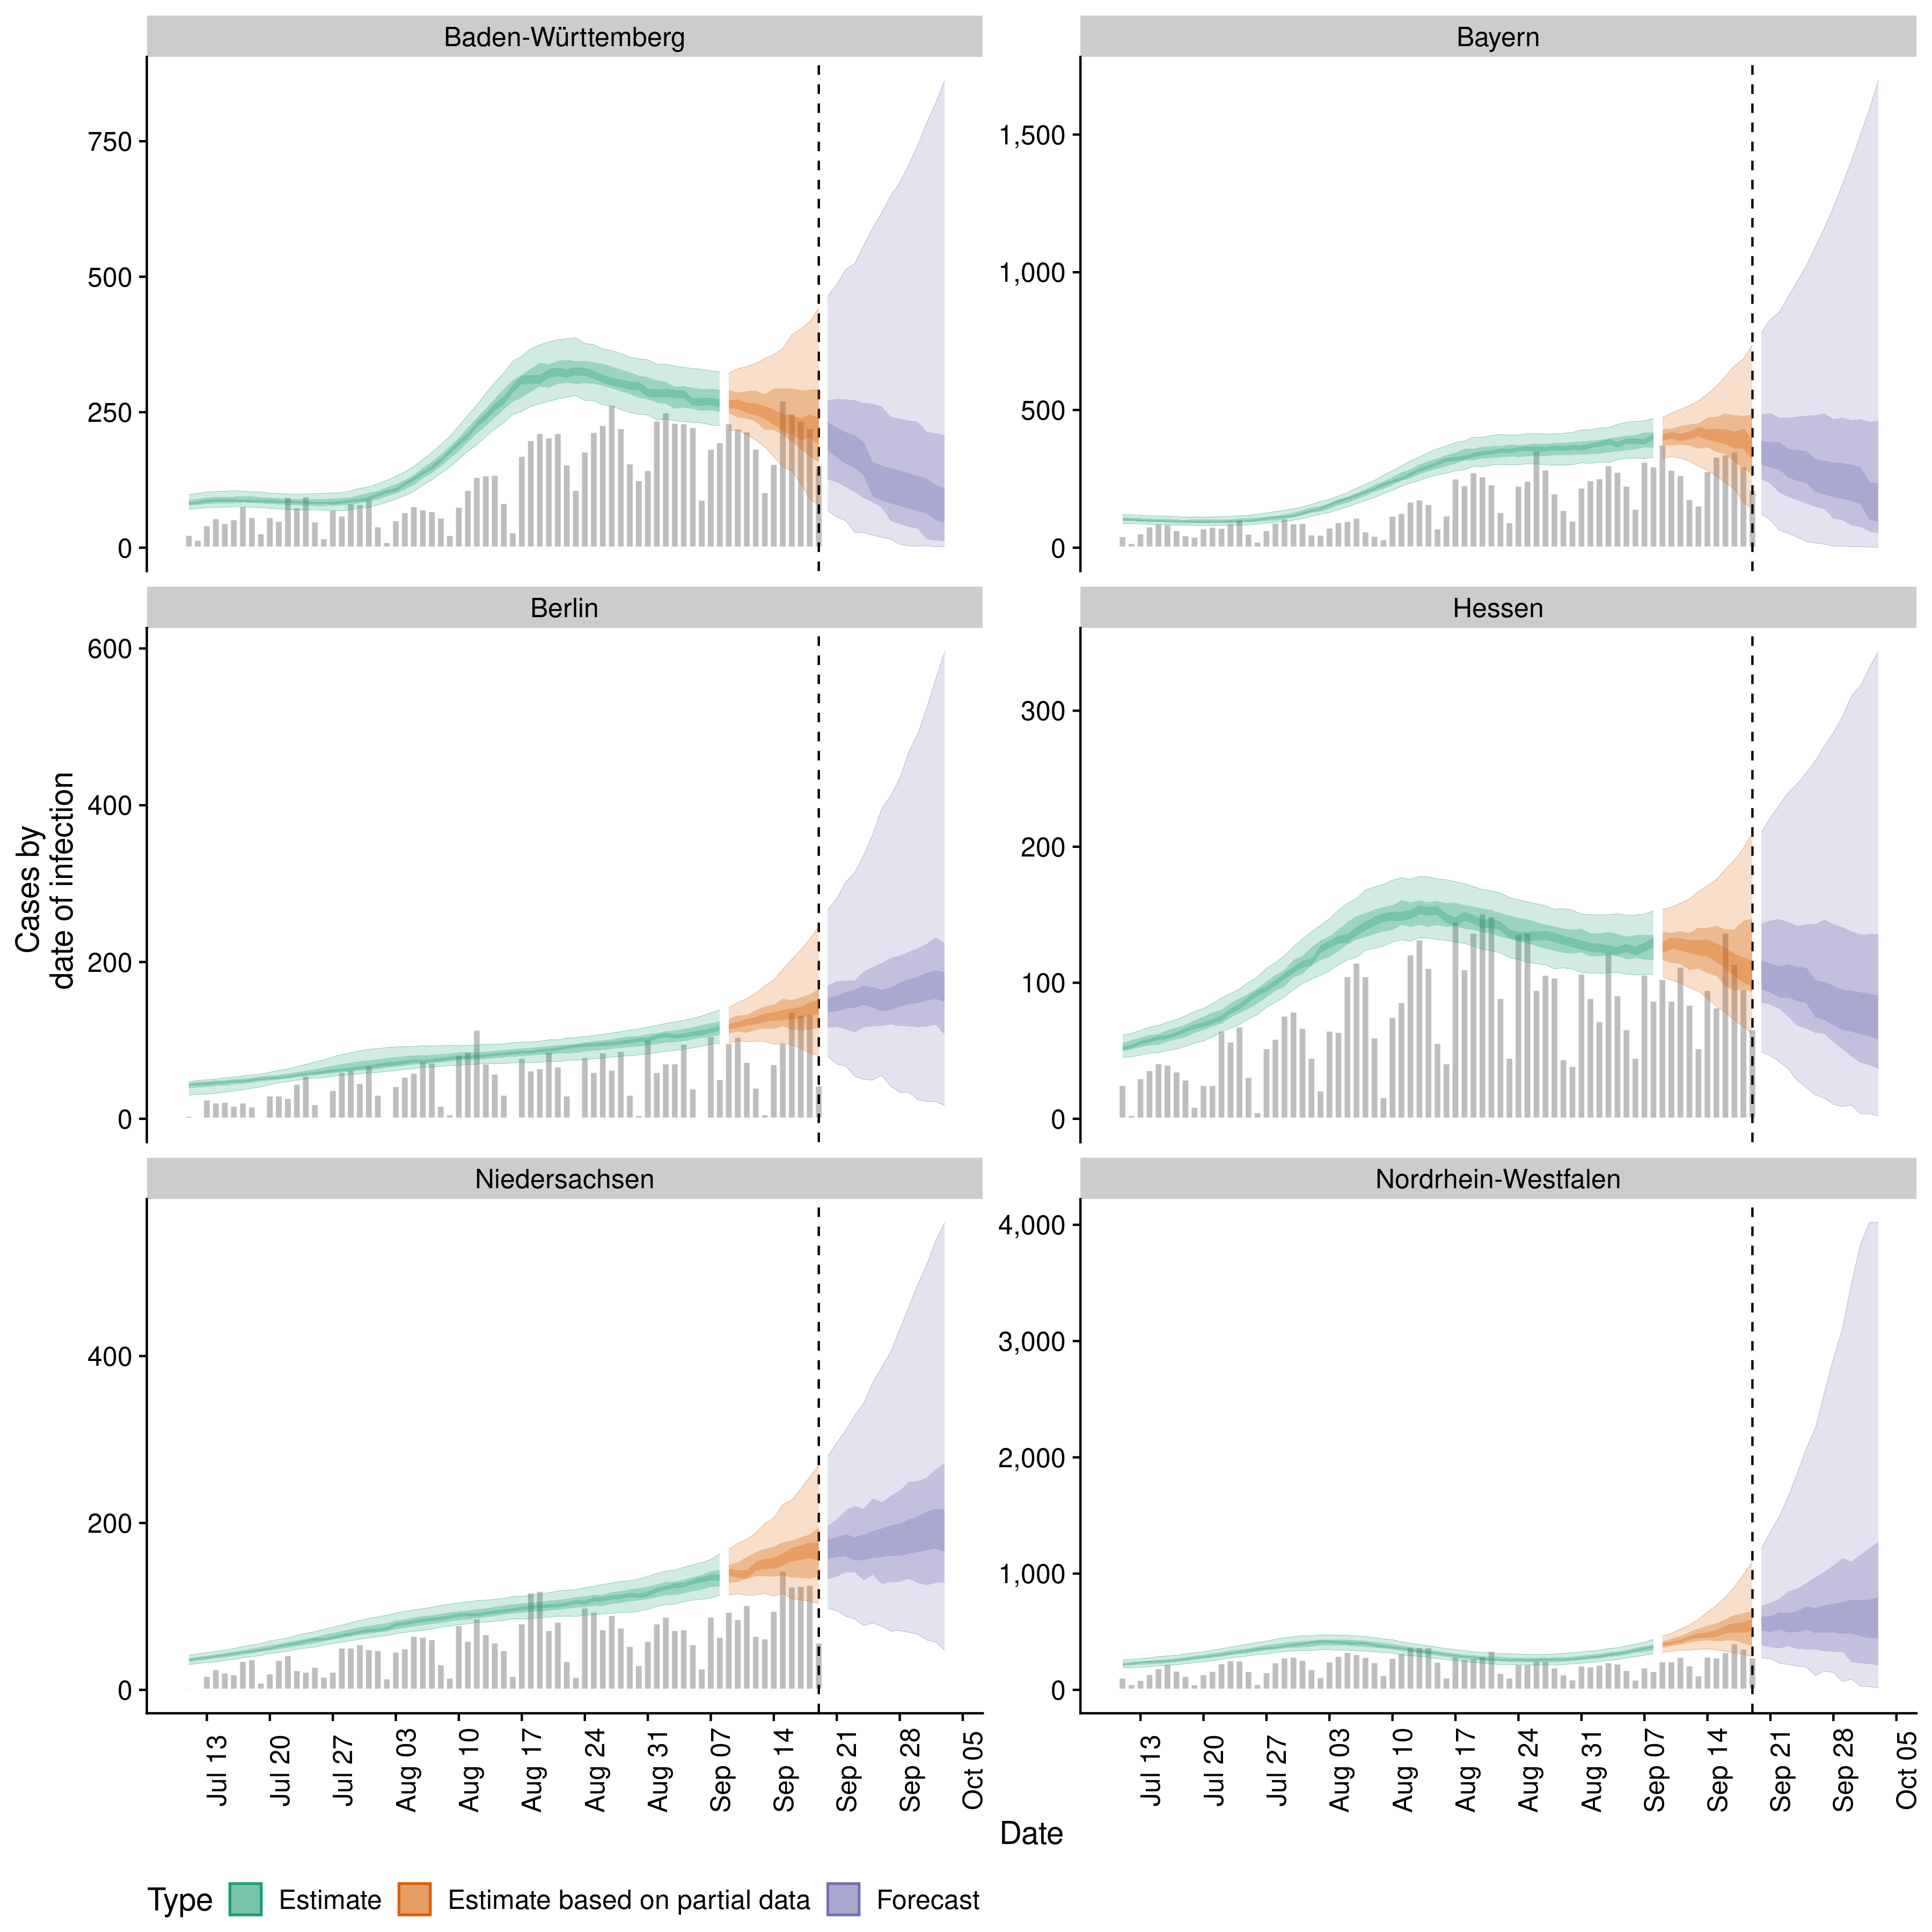 Baden-Württemberg
Bayern
750
500
250
0
1,500
1,000
500
0
Berlin
Hessen
600
400
200
0
300
200
100
0
Cases by
date of infection
Niedersachsen
Nordrhein-Westfalen
400
200
0
4,000
3,000
2,000
1,000
0
Jul 13
Jul 20
Jul 27
Aug 03
Aug 10
Aug 17
Aug 24
Aug 31
Sep 07
Sep 14
Sep 21
Sep 28
Oct 05
Jul 13
Jul 20
Jul 27
Aug 03
Aug 10
Aug 17
Aug 24
Aug 31
Sep 07
Sep 14
Sep 21
Sep 28
Oct 05
Date
Type Estimate Estimate based on partial data Forecast